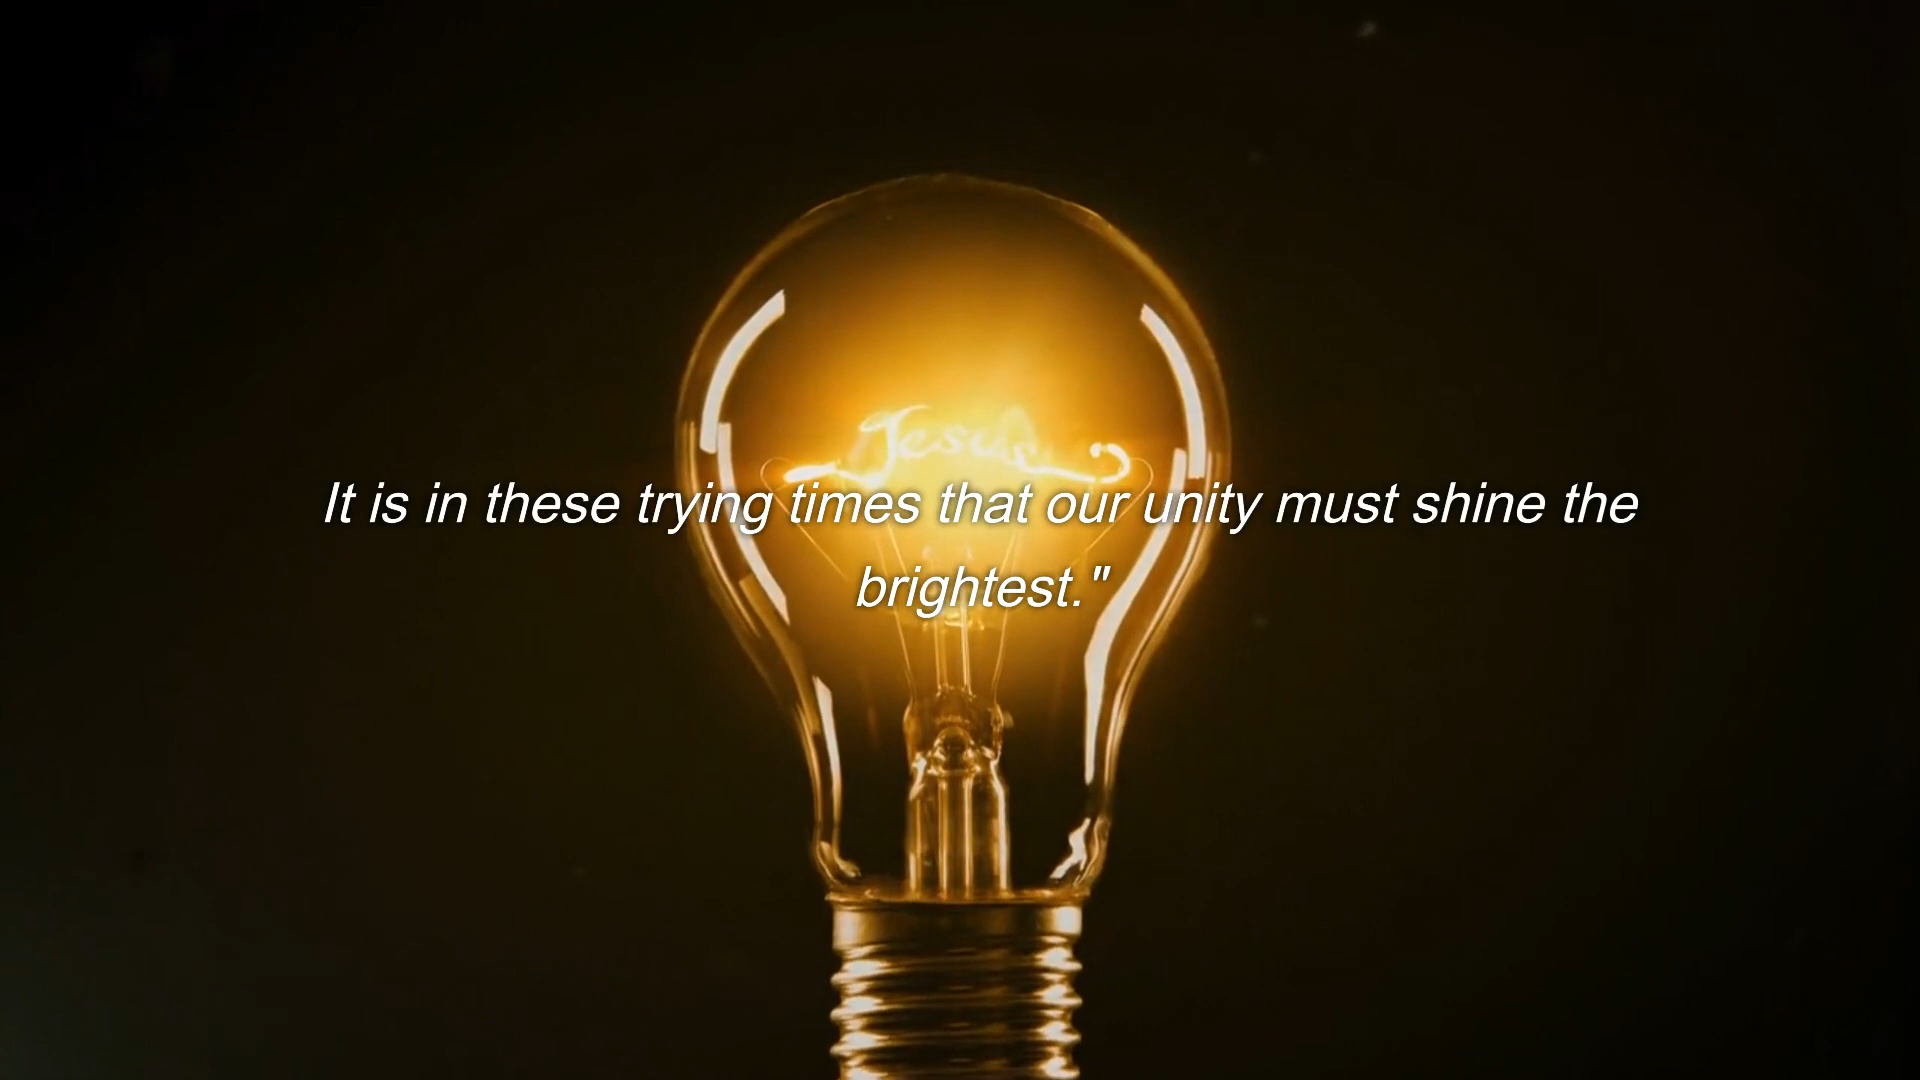 Jesus
It is in these trying times that our unity must shine the
brightest."